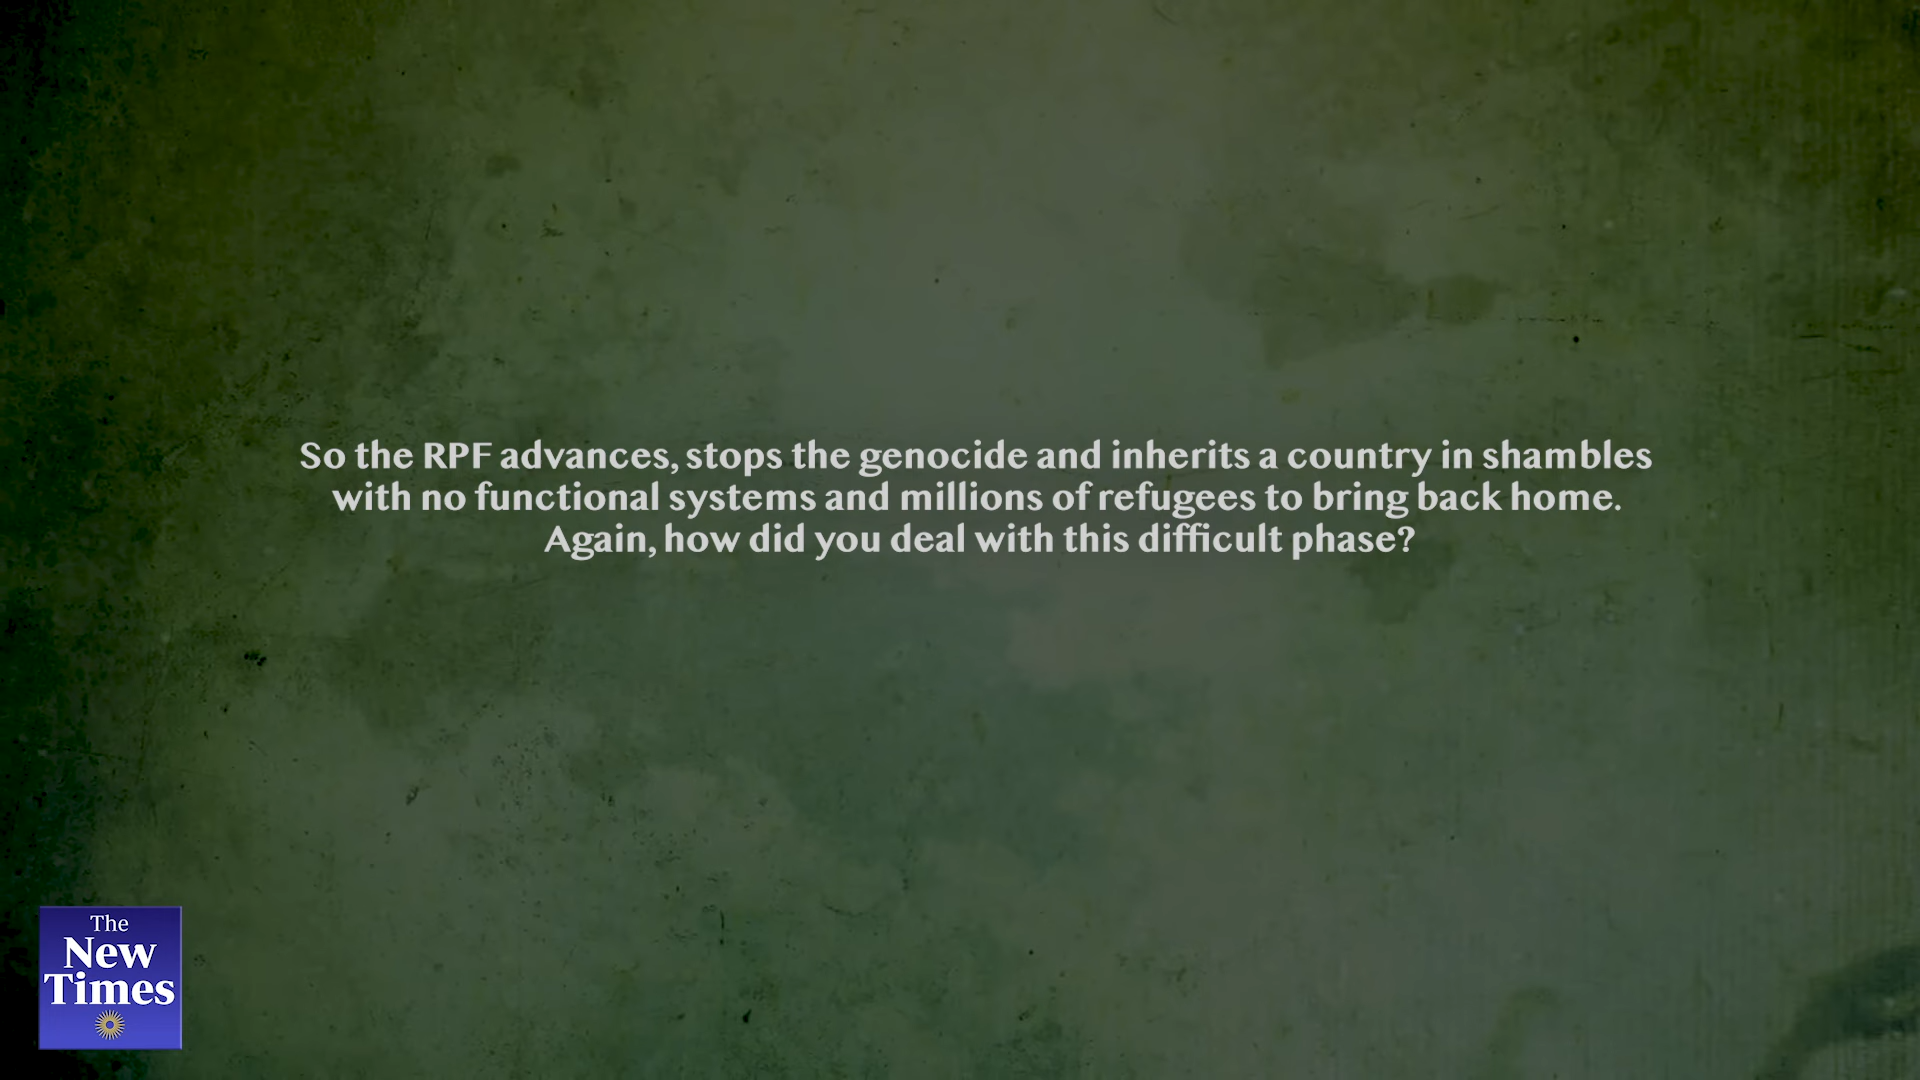 So the RPF advances, stops the genocide and inherits a country in shambles
with no functional systems and millions of refugees to bring back home.
Again, how did you deal with this difficult phase?
The
New
Times